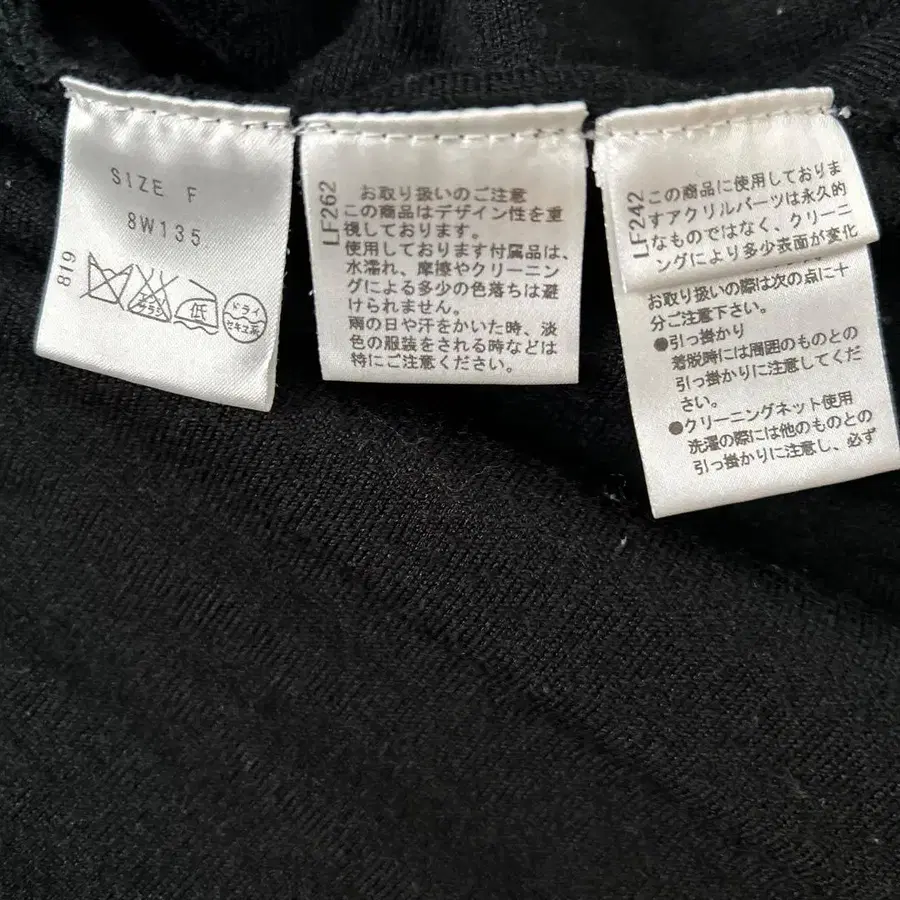 SIZE F
8W135
819
エンソ
サラシ
低
ドライ
セキユ系
LF262
お取り扱いのご注意
この商品はデザイン性を重
視しております。
使用しております付属品は、
水濡れ、摩擦やクリーニン
グによる多少の色落ちは避
けられません。
雨の日や汗をかいた時、淡
色の服装をされる時などは
特にご注意ください。
LF242
この商品に使用しておりま
すアクリルパーツは永久的
なものではなく、クリーニ
ングにより多少表面が変化
お取り扱いの際は次の点に十
分ご注意下さい。
●引っ掛かり
着脱時には周囲のものとの
引っ掛かりに注意してくだ
さい。
●クリーニングネット使用
洗濯の際には他のものとの
引っ掛かりに注意し、必ず